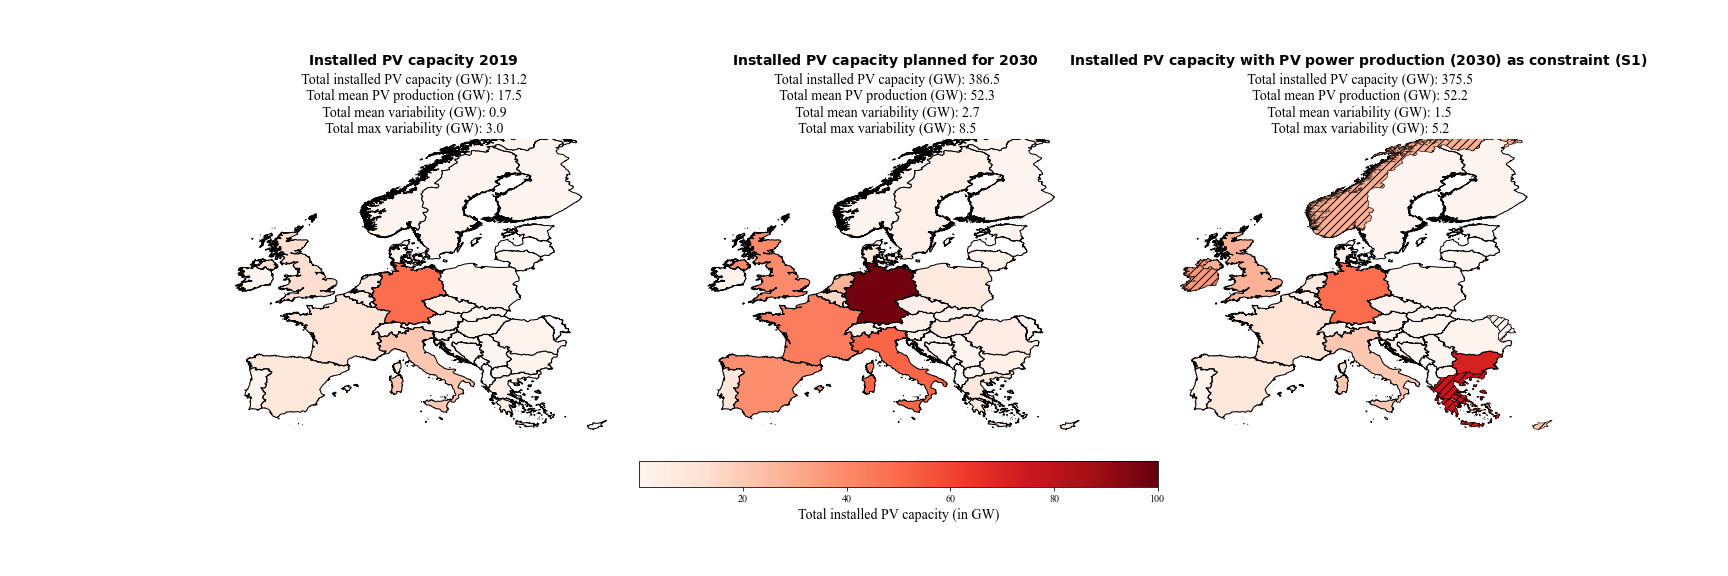 Installed PV capacity 2019
Total installed PV capacity (GW): 131.2
Total mean PV production (GW): 17.5
Total mean variability (GW): 0.9
Total max variability (GW): 3.0
Installed PV capacity planned for 2030
Total installed PV capacity (GW): 386.5
Total mean PV production (GW): 52.3
Total mean variability (GW): 2.7
Total max variability (GW): 8.5
Installed PV capacity with PV power production (2030) as constraint (S1)
Total installed PV capacity (GW): 375.5
Total mean PV production (GW): 52.2
Total mean variability (GW): 1.5
Total max variability (GW): 5.2
20 40 60 80 100
Total installed PV capacity (in GW)